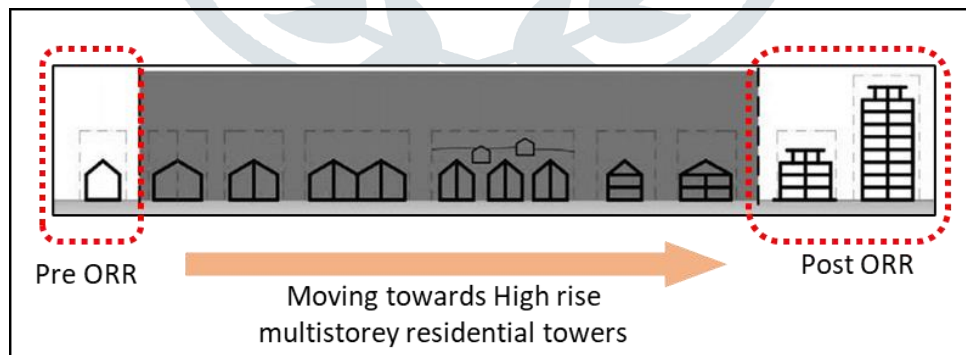 Pre ORR
Post ORR
Moving towards High rise
multistorey residential towers